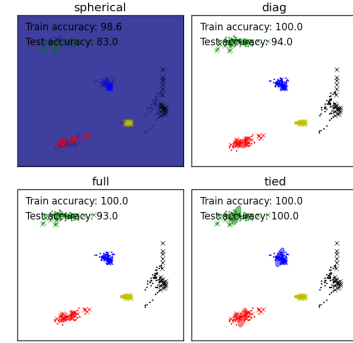 spherical
Train accuracy: 98.6
Test accuracy: 83.0
diag
Train accuracy: 100.0
Test accuracy: 94.0
full
Train accuracy: 100.0
Test accuracy: 93.0
tied
Train accuracy: 100.0
Test accuracy: 100.0